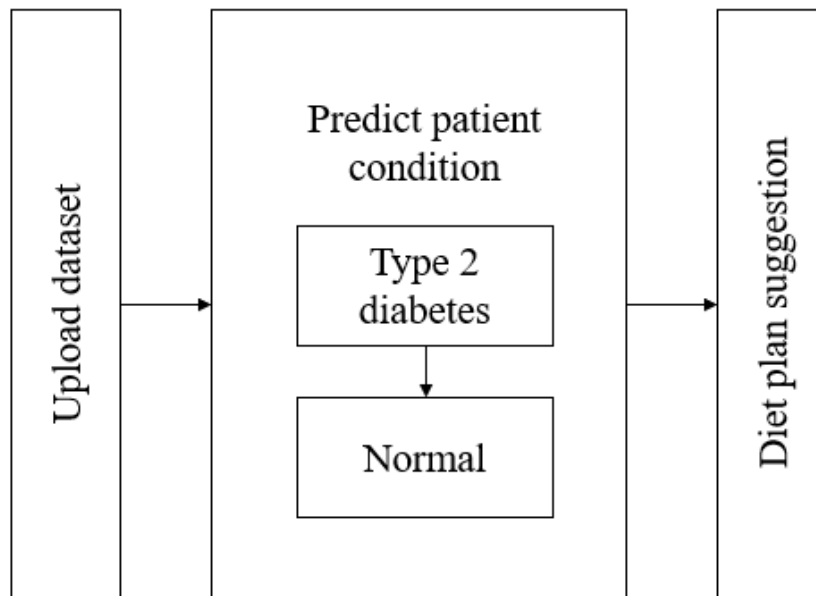 Upload dataset
Predict patient
condition
Type 2
diabetes
Normal
Diet plan suggestion